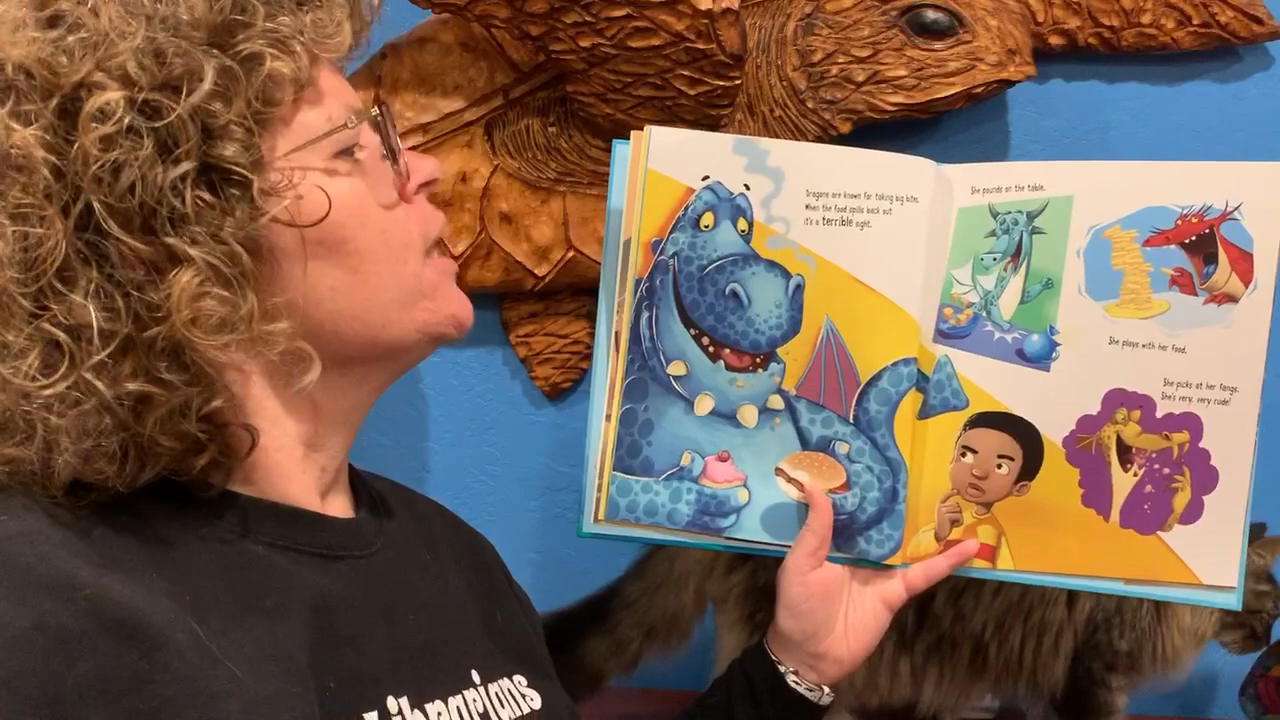 Dragons are known for taking big bites.
When the food spills back out
it's a terrible sight.
She pounds on the table.
She plays with her food.
She picks at her fangs.
She's very, very rude!
Librarians